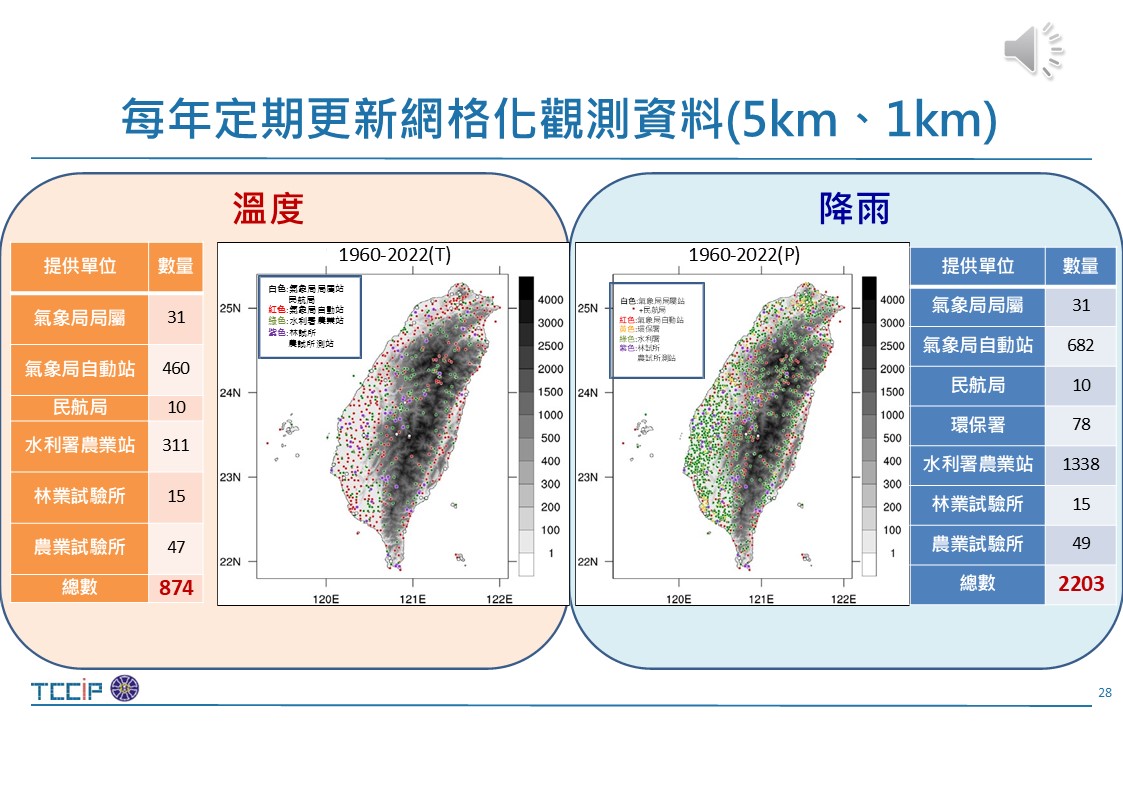 每年定期更新網格化觀測資料(5km、1km)
溫度
提供單位 數量
氣象局局屬 31
氣象局自動站 460
民航局 10
水利署農業站 311
林業試驗所 15
農業試驗所 47
總數 874
1960-2022(T)
白色:氣象局局屬站
民航局
紅色:氣象局自動站
綠色:水利署農業站
紫色:林試所
農試所測站
25N
24N
23N
22N
120E 121E 122E
4000
3000
2500
2000
1500
1000
500
400
300
200
100
1
降雨
1960-2022(P)
白色:氣象局局屬站
+民航局
紅色:氣象局自動站
黃色:環保署
綠色:水利署
紫色:林試所
農試所測站
25N
24N
23N
22N
120E 121E 122E
4000
3000
2500
2000
1500
1000
500
400
300
200
100
1
提供單位 數量
氣象局局屬 31
氣象局自動站 682
民航局 10
環保署 78
水利署農業站 1338
林業試驗所 15
農業試驗所 49
總數 2203
TCCiP
28